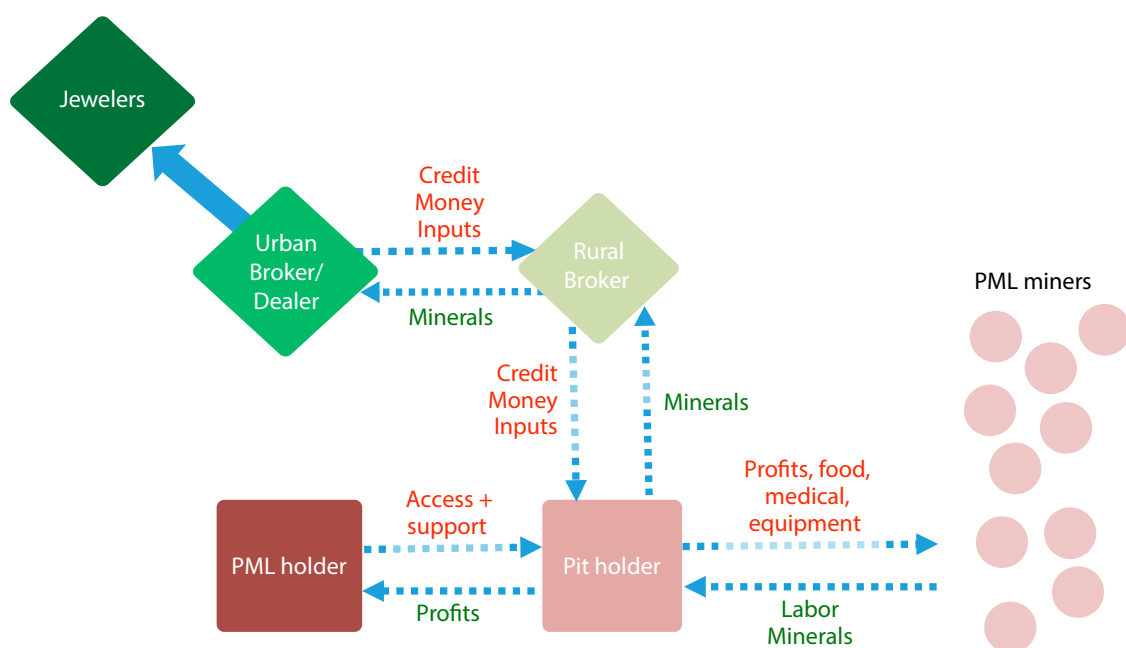 Jewelers
Credit
Money
Inputs
Urban
Broker/
Dealer
Rural
Broker
Minerals
PML miners
Credit
Money
Inputs
Minerals
Profits, food,
medical,
equipment
Access +
support
PML holder
Pit holder
Profits
Labor
Minerals